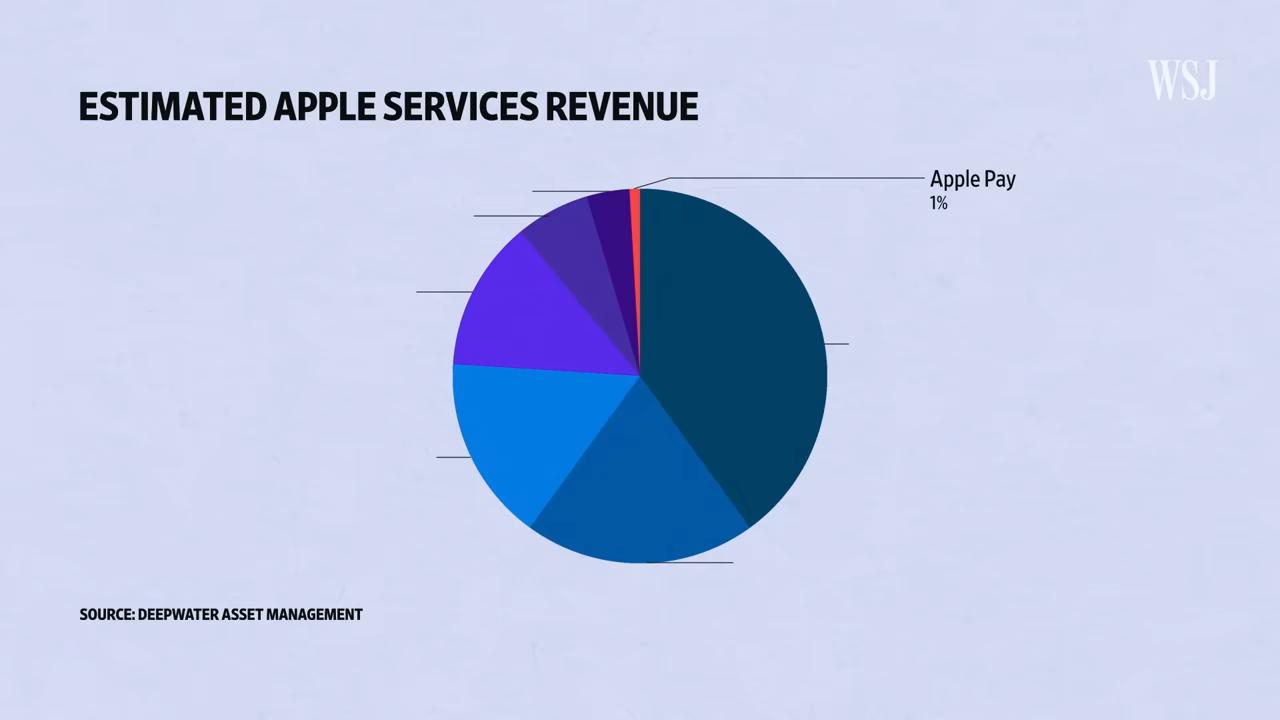 WSJ
ESTIMATED APPLE SERVICES REVENUE
Apple Pay
1%
SOURCE: DEEPWATER ASSET MANAGEMENT